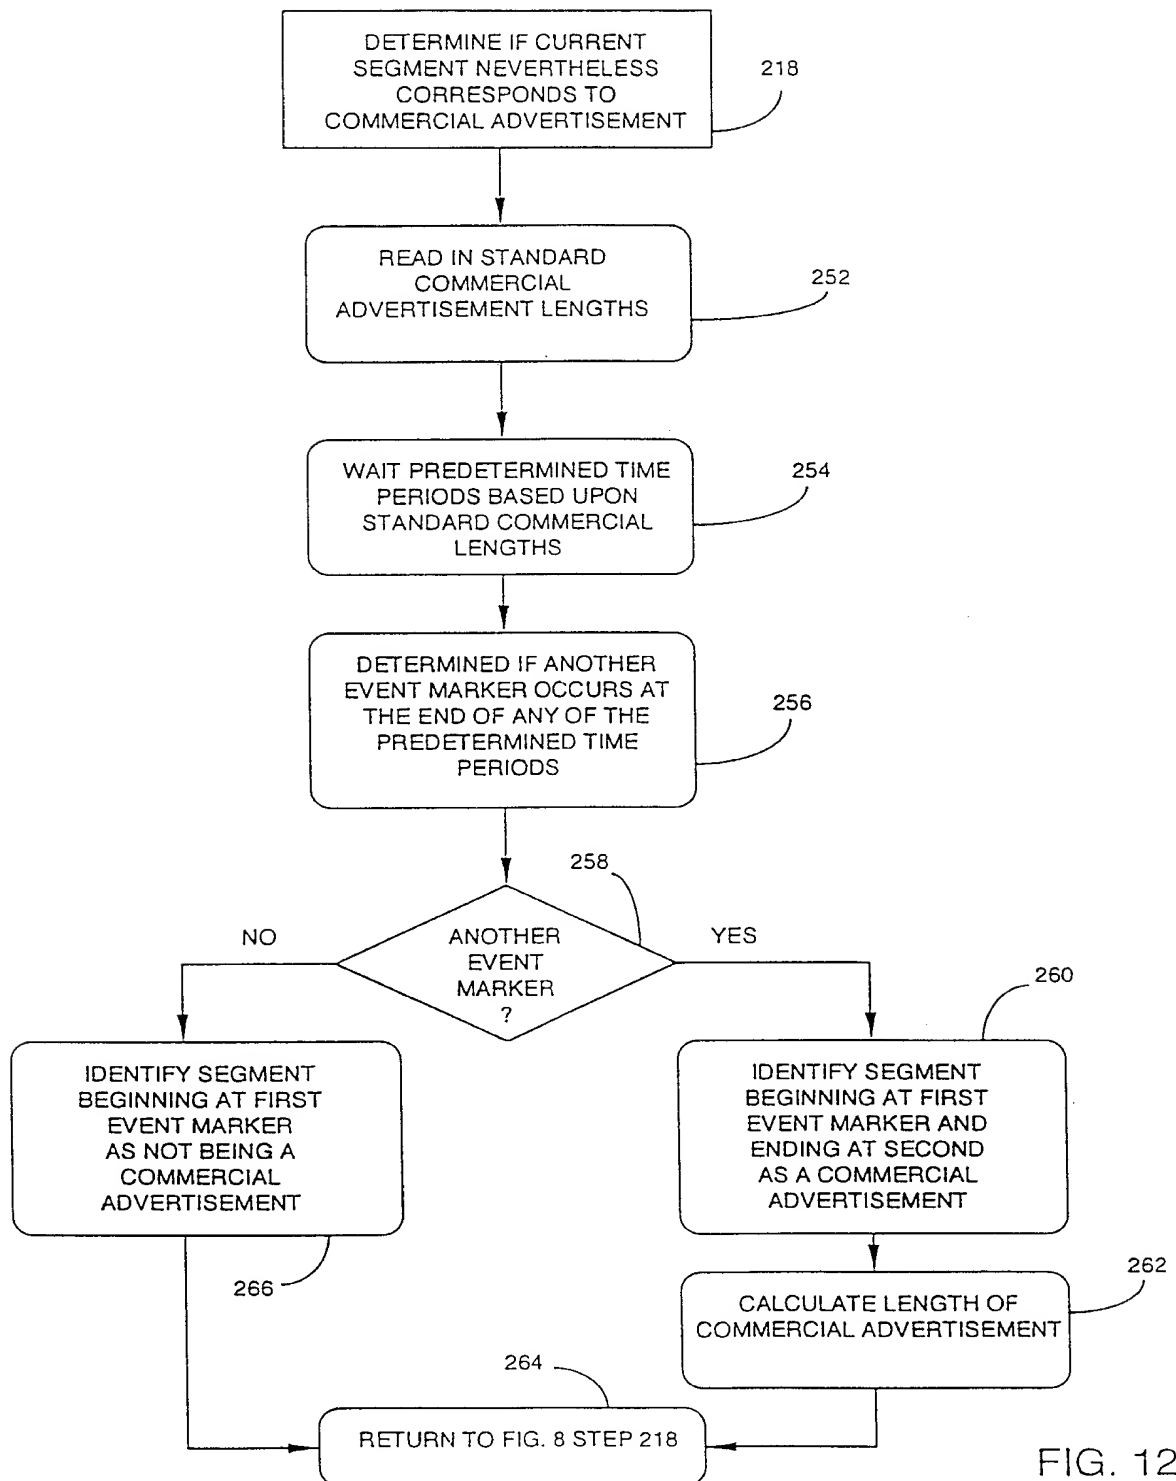 DETERMINE IF CURRENT
SEGMENT NEVERTHELESS
CORRESPONDS TO
COMMERCIAL ADVERTISEMENT
218
READ IN STANDARD
COMMERCIAL
ADVERTISEMENT LENGTHS
252
WAIT PREDETERMINED TIME
PERIODS BASED UPON
STANDARD COMMERCIAL
LENGTHS
254
DETERMINED IF ANOTHER
EVENT MARKER OCCURS AT
THE END OF ANY OF THE
PREDETERMINED TIME
PERIODS
256
258
NO
ANOTHER
EVENT
MARKER
?
YES
260
IDENTIFY SEGMENT
BEGINNING AT FIRST
EVENT MARKER
AS NOT BEING A
COMMERCIAL
ADVERTISEMENT
266
IDENTIFY SEGMENT
BEGINNING AT FIRST
EVENT MARKER AND
ENDING AT SECOND
AS A COMMERCIAL
ADVERTISEMENT
262
CALCULATE LENGTH OF
COMMERCIAL ADVERTISEMENT
264
RETURN TO FIG. 8 STEP 218
FIG. 12